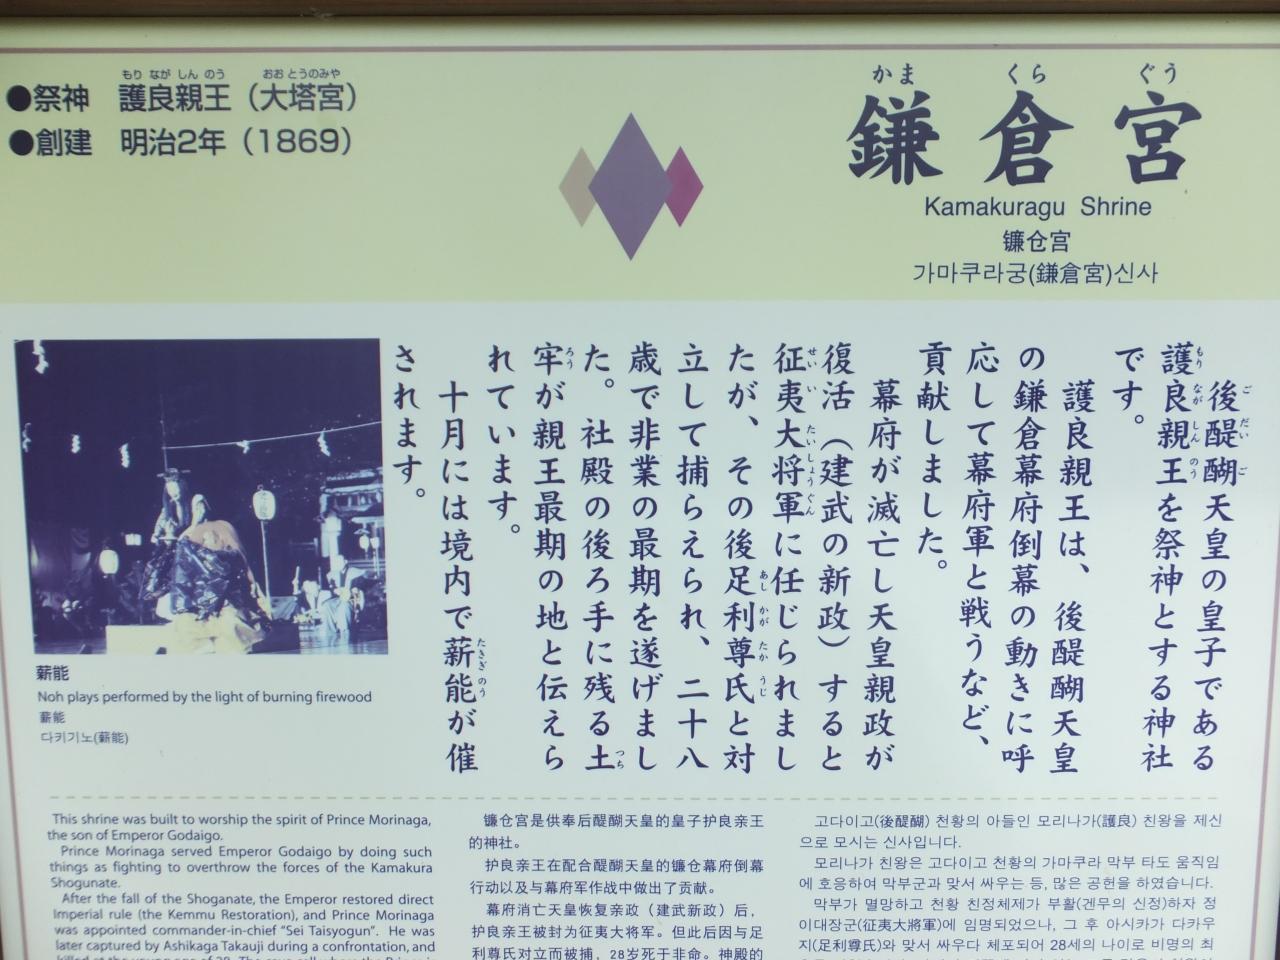 ●祭神 護良親王(大塔宮)
もり なが しん のう おお とうのみや
●創建 明治2年(1869)
かま くら ぐう
鎌倉宮
Kamakuragu Shrine
镰仓宫
가마쿠라궁(鎌倉宮)신사
後醍醐天皇の皇子である
護良親王を祭神とする神社
です。
護良親王は、後醍醐天皇
の鎌倉幕府倒幕の動きに呼
応して幕府軍と戦うなど、
貢献しました。
幕府が滅亡し天皇親政が
復活(建武の新政)すると
征夷大将軍に任じられまし
たが、その後足利尊氏と対
立して捕らえられ、二十八
歳で非業の最期を遂げまし
た。社殿の後ろ手に残る土
牢が親王最期の地と伝えら
れています。
十月には境内で薪能が催
されます。
薪能
Noh plays performed by the light of burning firewood
薪能
다키기노(薪能)
This shrine was built to worship the spirit of Prince Morinaga,
the son of Emperor Godaigo.
Prince Morinaga served Emperor Godaigo by doing such
things as fighting to overthrow the forces of the Kamakura
Shogunate.
After the fall of the Shoganate, the Emperor restored direct
Imperial rule (the Kemmu Restoration), and Prince Morinaga
was appointed commander-in-chief “Sei Taisyogun”. He was
later captured by Ashikaga Takauji during a confrontation, and
镰仓宫是供奉后醍醐天皇的皇子护良亲王
的神社。
护良亲王在配合醍醐天皇的镰仓幕府倒幕
行动以及与幕府军作战中做出了贡献。
幕府消亡天皇恢复亲政(建武新政)后，
护良亲王被封为征夷大将军。但此后因与足
利尊氏对立而被捕，28岁死于非命。神殿的
고다이고(後醍醐) 천황의 아들인 모리나가(護良) 친왕을 제신
으로 모시는 신사입니다.
모리나가 친왕은 고다이고 천황의 가마쿠라 막부 타도 움직임
에 호응하여 막부군과 맞서 싸우는 등, 많은 공헌을 하였습니다.
막부가 멸망하고 천황 친정체제가 부활(겐무의 신정)하자 정
이대장군(征夷大將軍)에 임명되었으나, 그 후 아시카가 다카우
지(足利尊氏)와 맞서 싸우다 체포되어 28세의 나이로 비명의 최